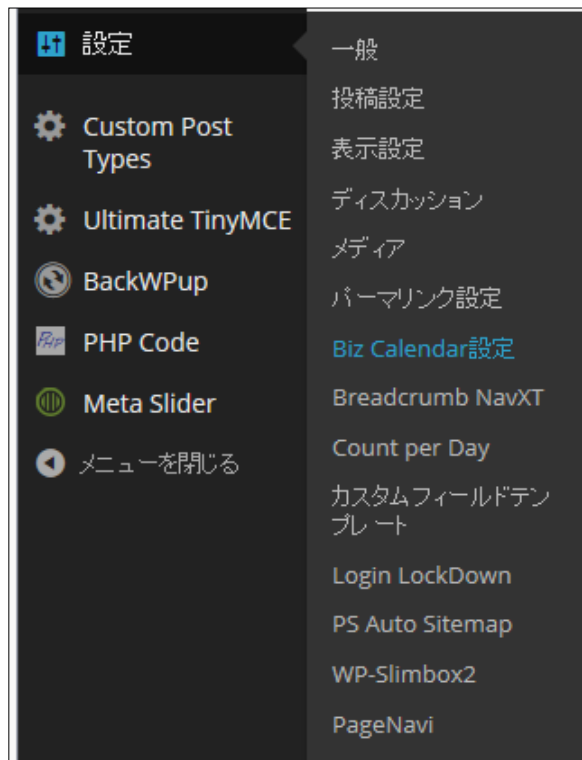 設定
Custom Post
Types
Ultimate TinyMCE
BackWPup
PHP
PHP Code
Meta Slider
メニューを閉じる
一般
投稿設定
表示設定
ディスカッション
メディア
パーマリンク設定
Biz Calendar設定
Breadcrumb NavXT
Count per Day
カスタムフィールドテン
プレート
Login LockDown
PS Auto Sitemap
WP-Slimbox2
PageNavi